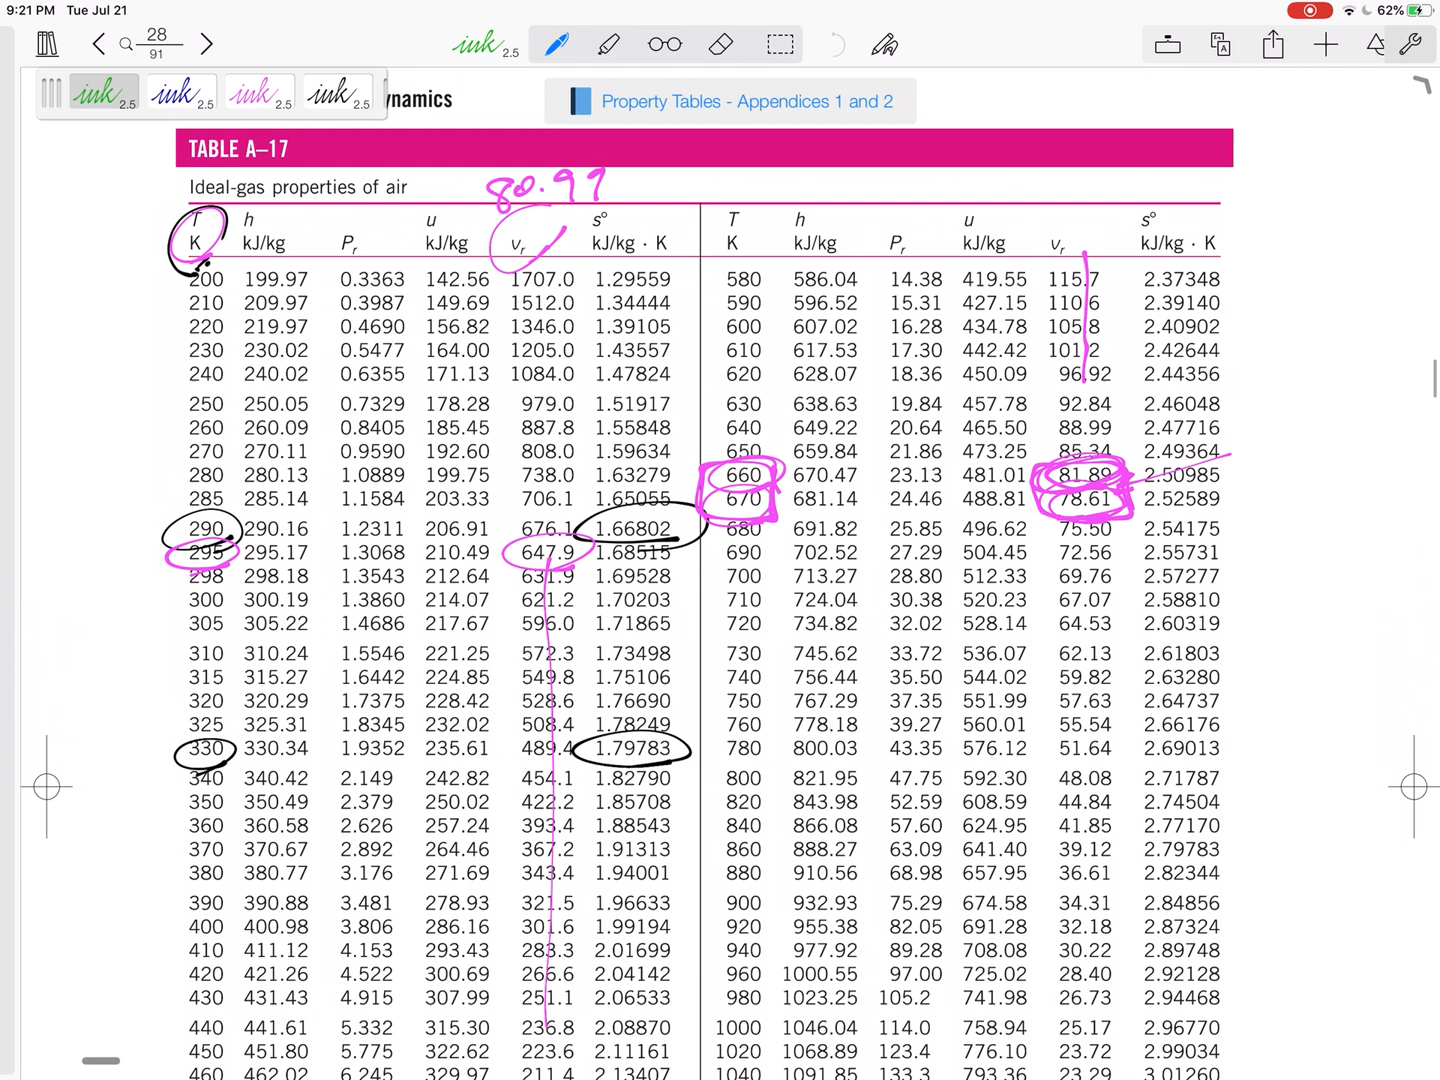 9:21 PM Tue Jul 21
62%
28
91
ink 2.5
ink 2.5 ink 2.5 ink 2.5 ink 2.5
ynamics
Property Tables - Appendices 1 and 2
TABLE A–17
Ideal-gas properties of air
80.99
T h u s° T h u s°
K kJ/kg Pr kJ/kg vr kJ/kg · K K kJ/kg Pr kJ/kg vr kJ/kg · K
200 199.97 0.3363 142.56 1707.0 1.29559 580 586.04 14.38 419.55 115.7 2.37348
210 209.97 0.3987 149.69 1512.0 1.34444 590 596.52 15.31 427.15 110.6 2.39140
220 219.97 0.4690 156.82 1346.0 1.39105 600 607.02 16.28 434.78 105.8 2.40902
230 230.02 0.5477 164.00 1205.0 1.43557 610 617.53 17.30 442.42 101.2 2.42644
240 240.02 0.6355 171.13 1084.0 1.47824 620 628.07 18.36 450.09 96.92 2.44356
250 250.05 0.7329 178.28 979.0 1.51917 630 638.63 19.84 457.78 92.84 2.46048
260 260.09 0.8405 185.45 887.8 1.55848 640 649.22 20.64 465.50 88.99 2.47716
270 270.11 0.9590 192.60 808.0 1.59634 650 659.84 21.86 473.25 85.34 2.49364
280 280.13 1.0889 199.75 738.0 1.63279 660 670.47 23.13 481.01 81.89 2.50985
285 285.14 1.1584 203.33 706.1 1.65055 670 681.14 24.46 488.81 78.61 2.52589
290 290.16 1.2311 206.91 676.1 1.66802 680 691.82 25.85 496.62 75.50 2.54175
295 295.17 1.3068 210.49 647.9 1.68515 690 702.52 27.29 504.45 72.56 2.55731
298 298.18 1.3543 212.64 631.9 1.69528 700 713.27 28.80 512.33 69.76 2.57277
300 300.19 1.3860 214.07 621.2 1.70203 710 724.04 30.38 520.23 67.07 2.58810
305 305.22 1.4686 217.67 596.0 1.71865 720 734.82 32.02 528.14 64.53 2.60319
310 310.24 1.5546 221.25 572.3 1.73498 730 745.62 33.72 536.07 62.13 2.61803
315 315.27 1.6442 224.85 549.8 1.75106 740 756.44 35.50 544.02 59.82 2.63280
320 320.29 1.7375 228.42 528.6 1.76690 750 767.29 37.35 551.99 57.63 2.64737
325 325.31 1.8345 232.02 508.4 1.78249 760 778.18 39.27 560.01 55.54 2.66176
330 330.34 1.9352 235.61 489.4 1.79783 780 800.03 43.35 576.12 51.64 2.69013
340 340.42 2.149 242.82 454.1 1.82790 800 821.95 47.75 592.30 48.08 2.71787
350 350.49 2.379 250.02 422.2 1.85708 820 843.98 52.59 608.59 44.84 2.74504
360 360.58 2.626 257.24 393.4 1.88543 840 866.08 57.60 624.95 41.85 2.77170
370 370.67 2.892 264.46 367.2 1.91313 860 888.27 63.09 641.40 39.12 2.79783
380 380.77 3.176 271.69 343.4 1.94001 880 910.56 68.98 657.95 36.61 2.82344
390 390.88 3.481 278.93 321.5 1.96633 900 932.93 75.29 674.58 34.31 2.84856
400 400.98 3.806 286.16 301.6 1.99194 920 955.38 82.05 691.28 32.18 2.87324
410 411.12 4.153 293.43 283.3 2.01699 940 977.92 89.28 708.08 30.22 2.89748
420 421.26 4.522 300.69 266.6 2.04142 960 1000.55 97.00 725.02 28.40 2.92128
430 431.43 4.915 307.99 251.1 2.06533 980 1023.25 105.2 741.98 26.73 2.94468
440 441.61 5.332 315.30 236.8 2.08870 1000 1046.04 114.0 758.94 25.17 2.96770
450 451.80 5.775 322.62 223.6 2.11161 1020 1068.89 123.4 776.10 23.72 2.99034
460 462.02 6.245 329.97 211.4 2.13407 1040 1091.85 133.3 793.36 23.29 3.01260